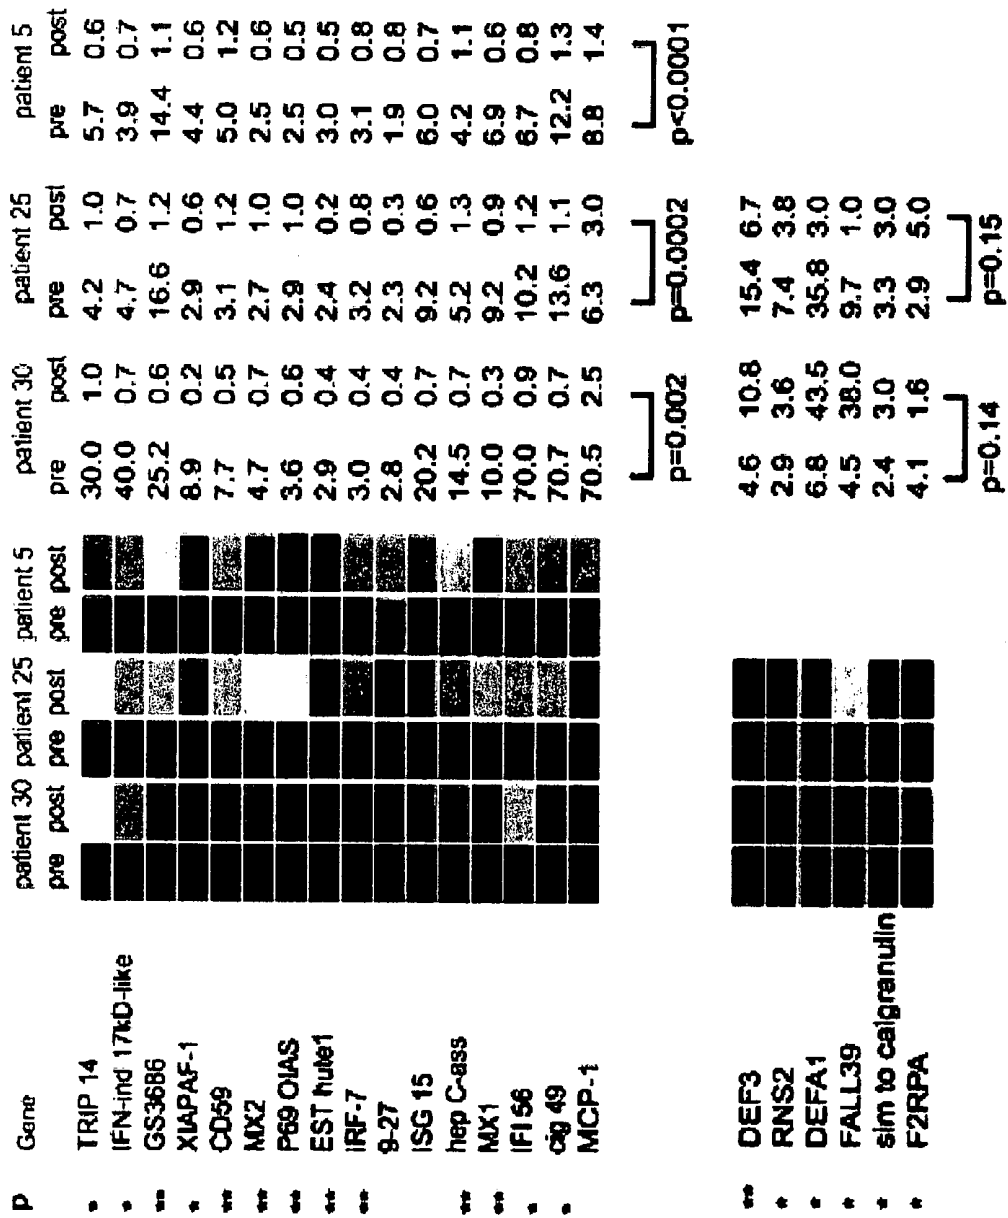 P Gene patient 30 patient 25 patient 5 patient 30 patient 25 patient 5
pre post pre post pre post pre post pre post pre post
* TRIP 14 30.0 1.0 4.2 1.0 5.7 0.6
* IFN-ind 17kD-like 40.0 0.7 4.7 0.7 3.9 0.7
** GS3686 25.2 0.6 16.6 1.2 14.4 1.1
* XIAPAF-1 8.9 0.2 2.9 0.6 4.4 0.6
** CD59 7.7 0.5 3.1 1.2 5.0 1.2
** MX2 4.7 0.7 2.7 1.0 2.5 0.6
** P69 OIAS 3.6 0.6 2.9 1.0 2.5 0.5
** EST hute1 2.9 0.4 2.4 0.2 3.0 0.5
** IRF-7 3.0 0.4 3.2 0.8 3.1 0.8
9-27 2.8 0.4 2.3 0.3 1.9 0.8
ISG 15 20.2 0.7 9.2 0.6 6.0 0.7
** hep C-ass 14.5 0.7 5.2 1.3 4.2 1.1
** MX1 10.0 0.3 9.2 0.9 6.9 0.6
* IFI 56 70.0 0.9 10.2 1.2 6.7 0.8
* cig 49 70.7 0.7 13.6 1.1 12.2 1.3
MCP-1 70.5 2.5 6.3 3.0 8.8 1.4
p=0.002 p=0.0002 p<0.0001
** DEF3 4.6 10.8 15.4 6.7
* RNS2 2.9 3.6 7.4 3.8
* DEFA1 6.8 43.5 35.8 3.0
* FALL39 4.5 38.0 9.7 1.0
* sim to calgranulin 2.4 3.0 3.3 3.0
* F2RPA 4.1 1.6 2.9 5.0
p=0.14 p=0.15